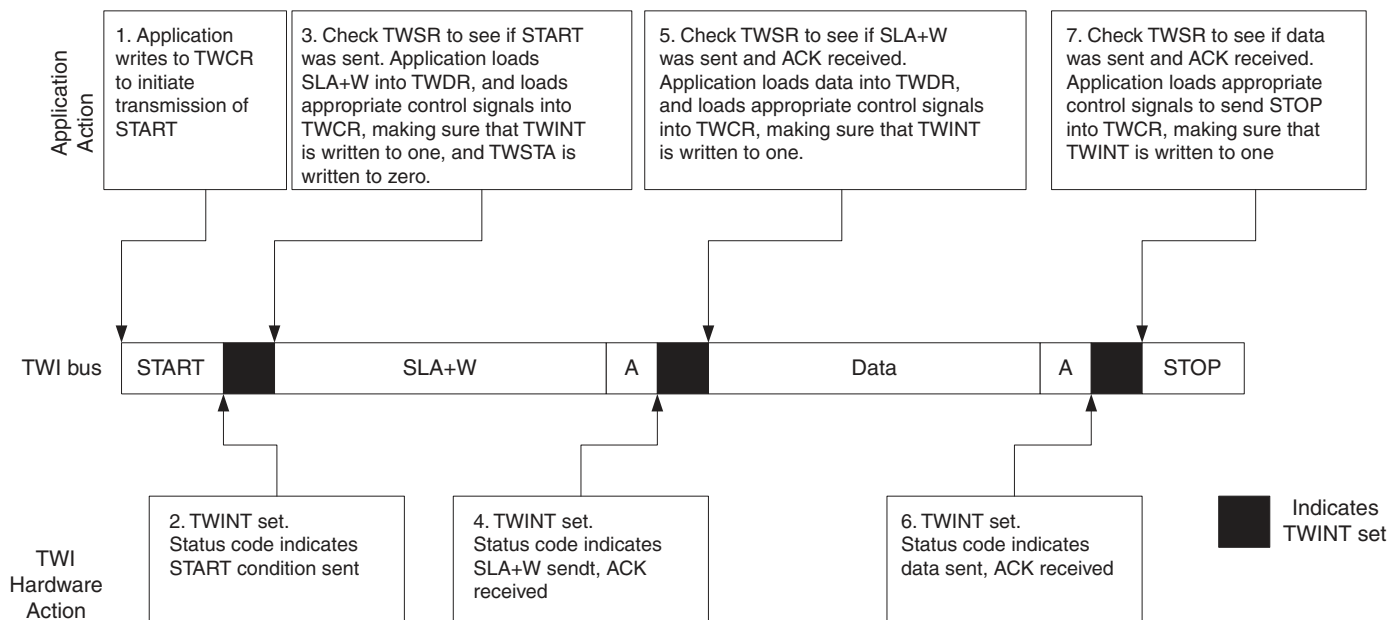 Application
Action
1. Application
writes to TWCR
to initiate
transmission of
START
3. Check TWSR to see if START
was sent. Application loads
SLA+W into TWDR, and loads
appropriate control signals into
TWCR, making sure that TWINT
is written to one, and TWSTA is
written to zero.
5. Check TWSR to see if SLA+W
was sent and ACK received.
Application loads data into TWDR,
and loads appropriate control signals
into TWCR, making sure that TWINT
is written to one.
7. Check TWSR to see if data
was sent and ACK received.
Application loads appropriate
control signals to send STOP
into TWCR, making sure that
TWINT is written to one
TWI bus
START
SLA+W
A
Data
A
STOP
TWI
Hardware
Action
2. TWINT set.
Status code indicates
START condition sent
4. TWINT set.
Status code indicates
SLA+W sendt, ACK
received
6. TWINT set.
Status code indicates
data sent, ACK received
Indicates
TWINT set